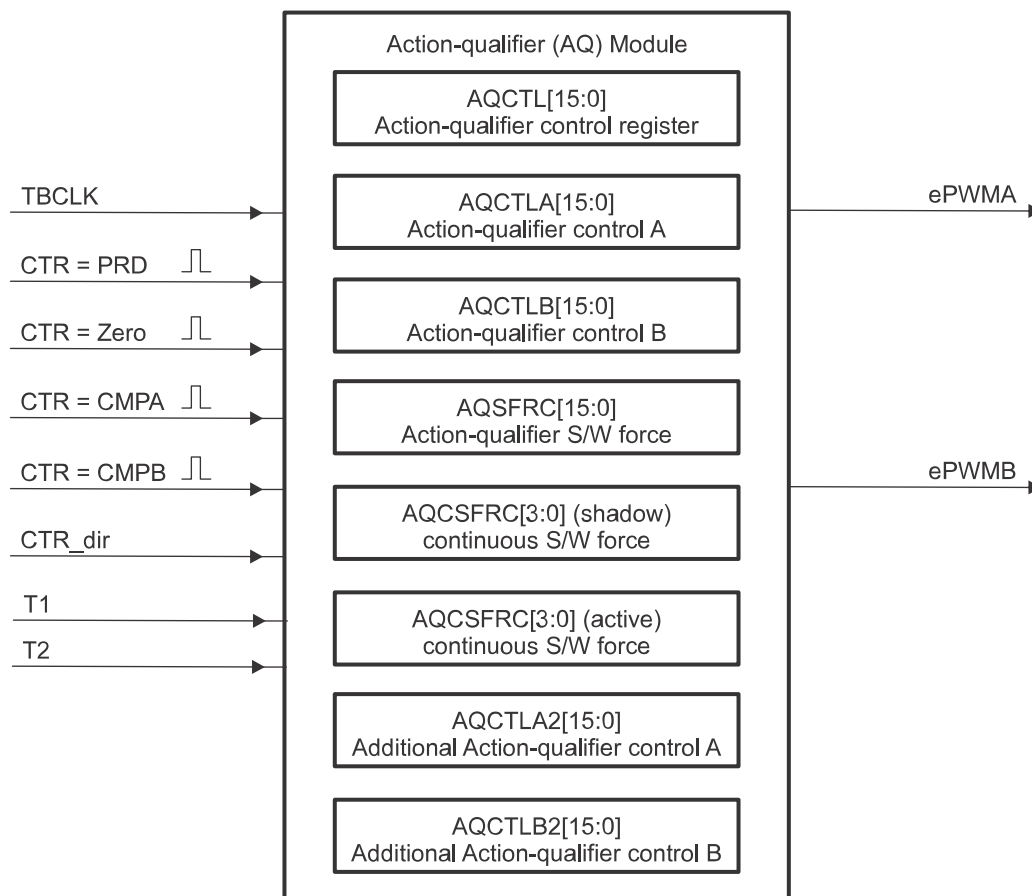 Action-qualifier (AQ) Module
AQCTL[15:0]
Action-qualifier control register
TBCLK
AQCTLA[15:0]
Action-qualifier control A
ePWMA
CTR = PRD
CTR = Zero
AQCTLB[15:0]
Action-qualifier control B
CTR = CMPA
AQSFRC[15:0]
Action-qualifier S/W force
CTR = CMPB
ePWMB
AQCSFRC[3:0] (shadow)
continuous S/W force
CTR_dir
T1
AQCSFRC[3:0] (active)
continuous S/W force
T2
AQCTLA2[15:0]
Additional Action-qualifier control A
AQCTLB2[15:0]
Additional Action-qualifier control B